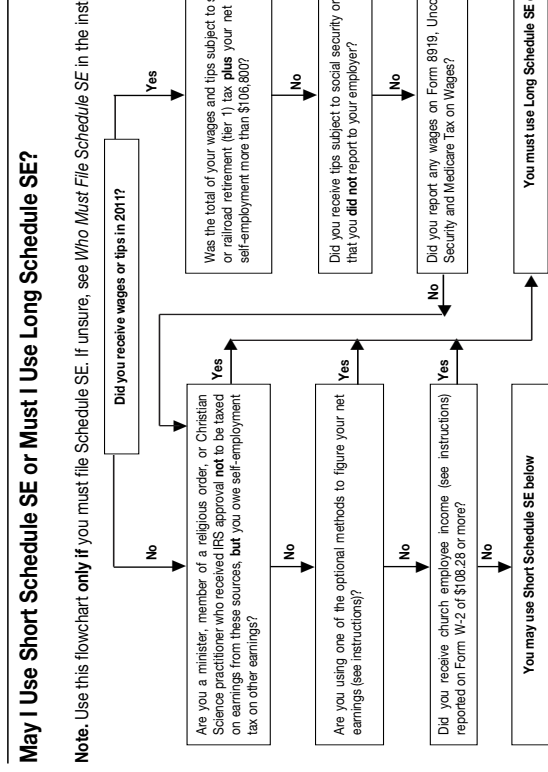 May I Use Short Schedule SE or Must I Use Long Schedule SE?
Note. Use this flowchart only if you must file Schedule SE. If unsure, see Who Must File Schedule SE in the inst
Did you receive wages or tips in 2011?
No
Yes
Are you a minister, member of a religious order, or Christian
Science practitioner who received IRS approval not to be taxed
on earnings from these sources, but you owe self-employment
tax on other earnings?
Yes
No
Are you using one of the optional methods to figure your net
earnings (see instructions)?
Yes
No
Did you receive church employee income (see instructions)
reported on Form W-2 of $108.28 or more?
Yes
No
You may use Short Schedule SE below
Was the total of your wages and tips subject to s
or railroad retirement (tier 1) tax plus your net
self-employment more than $106,800?
No
Did you receive tips subject to social security or
that you did not report to your employer?
No
No
Did you report any wages on Form 8919, Unco
Security and Medicare Tax on Wages?
You must use Long Schedule SE